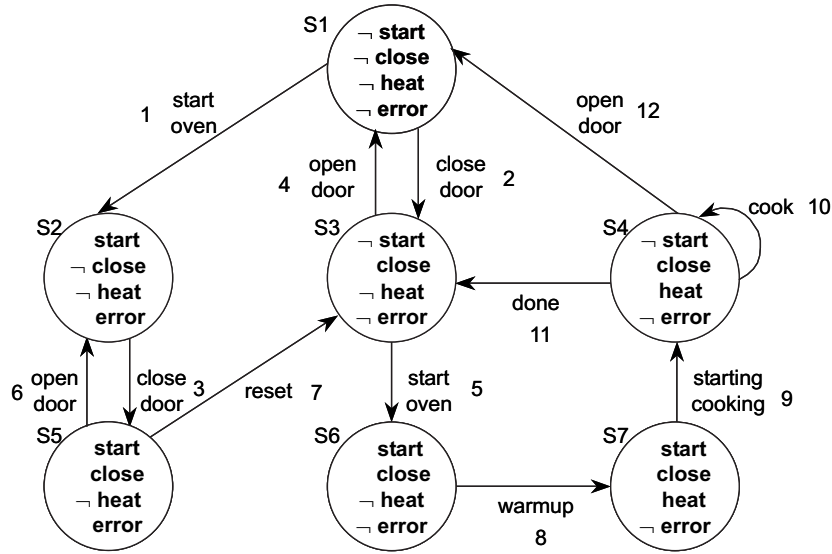 S1
¬ start
¬ close
¬ heat
¬ error
1 start
oven
4 open
door
close
door 2
open
door 12
S2
start
¬ close
¬ heat
error
S3
¬ start
close
¬ heat
¬ error
S4
¬ start
close
heat
¬ error
cook 10
done
11
6 open
door
close
door 3
reset 7
start
oven 5
starting
cooking 9
S5
start
close
¬ heat
error
S6
start
close
¬ heat
¬ error
warmup
8
S7
start
close
heat
¬ error